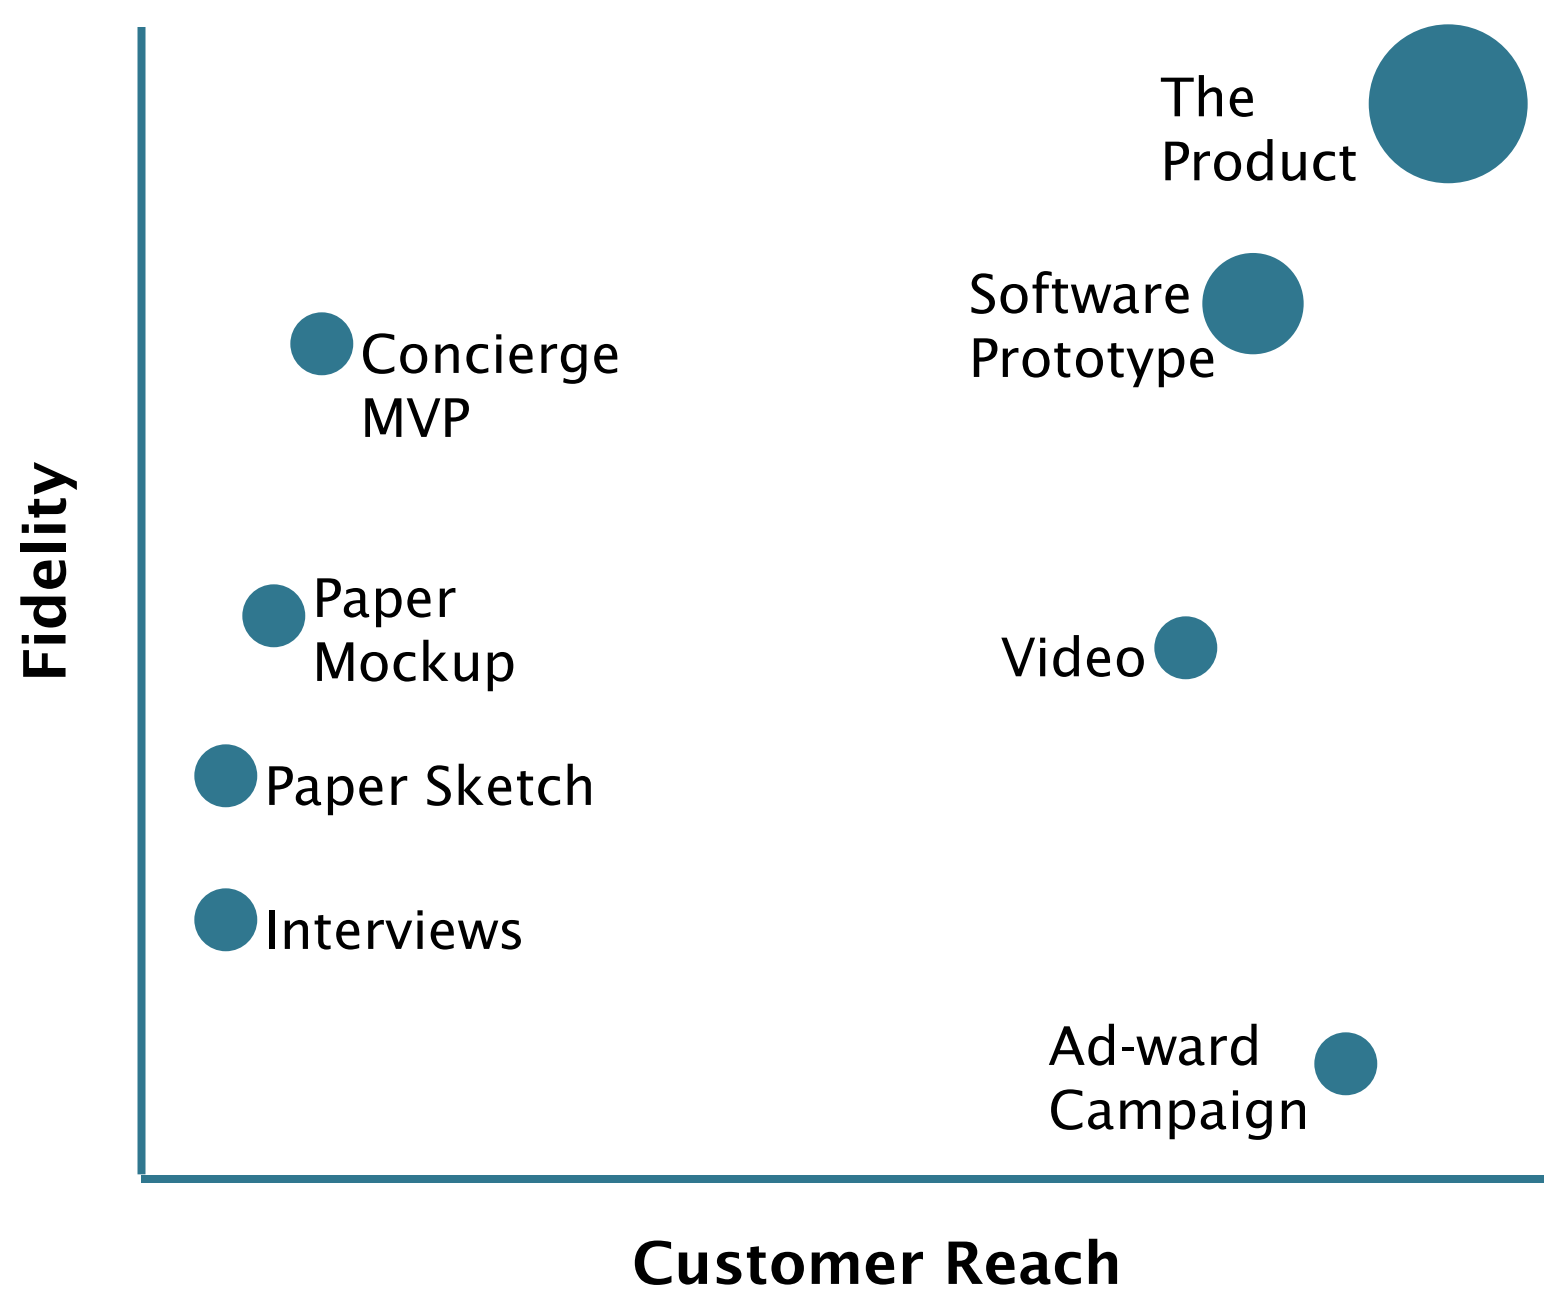 The
Product
Software
Prototype
Concierge
MVP
Fidelity
Paper
Mockup
Video
Paper Sketch
Interviews
Ad-ward
Campaign
Customer Reach